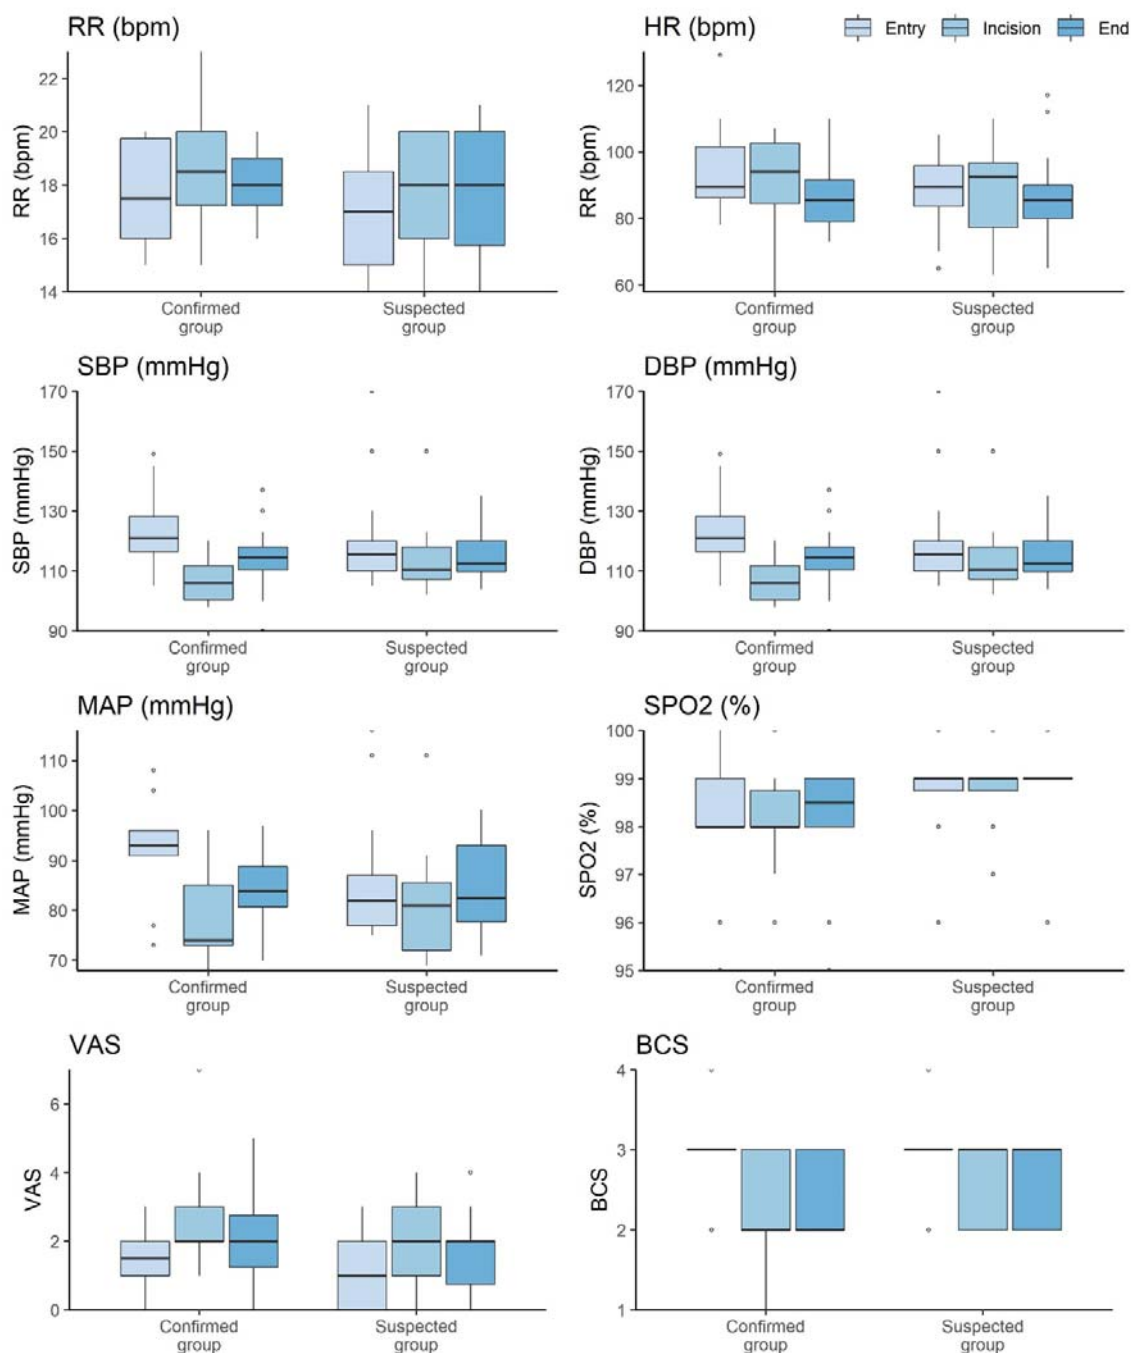 RR (bpm)
HR (bpm)
Entry Incision End
RR (bpm)
22
20
18
16
14
Confirmed group
Suspected group
RR (bpm)
120
100
80
60
Confirmed group
Suspected group
SBP (mmHg)
DBP (mmHg)
SBP (mmHg)
170
150
130
110
90
Confirmed group
Suspected group
DBP (mmHg)
170
150
130
110
90
Confirmed group
Suspected group
MAP (mmHg)
SPO2 (%)
MAP (mmHg)
110
100
90
80
70
Confirmed group
Suspected group
SPO2 (%)
100
99
98
97
96
95
Confirmed group
Suspected group
VAS
BCS
VAS
6
4
2
0
Confirmed group
Suspected group
BCS
4
3
2
1
Confirmed group
Suspected group